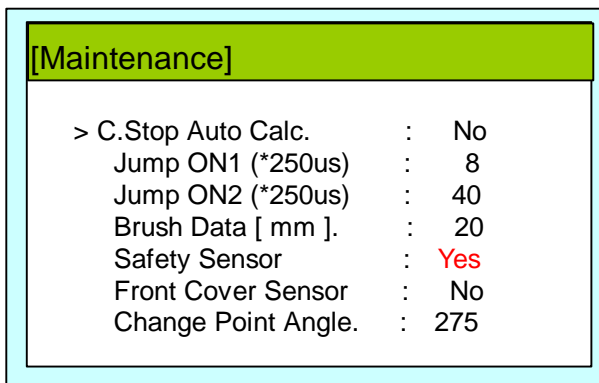 [Maintenance]
> C.Stop Auto Calc. : No
Jump ON1 (*250us) : 8
Jump ON2 (*250us) : 40
Brush Data [ mm ]. : 20
Safety Sensor : Yes
Front Cover Sensor : No
Change Point Angle. : 275